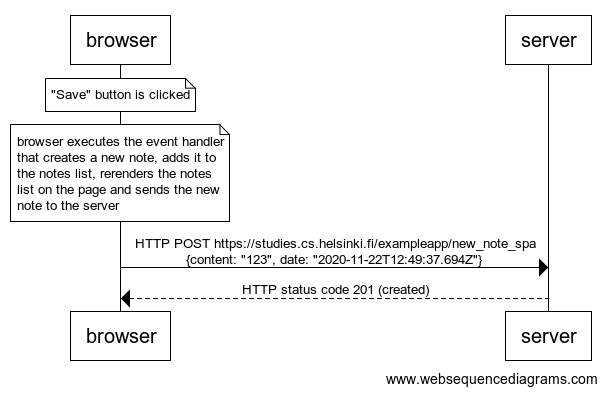 browser
server
"Save" button is clicked
browser executes the event handler
that creates a new note, adds it to
the notes list, rerenders the notes
list on the page and sends the new
note to the server
HTTP POST https://studies.cs.helsinki.fi/exampleapp/new_note_spa
{content: "123", date: "2020-11-22T12:49:37.694Z"}
HTTP status code 201 (created)
browser
server
www.websequencediagrams.com